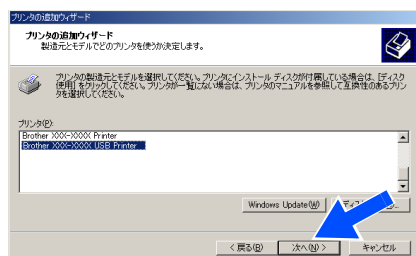 プリンタの追加ウィザード
プリンタの追加ウィザード
製造元とモデルでどのプリンタを使うか決定します。
プリンタの製造元とモデルを選択してください。プリンタにインストール ディスクが付属している場合は、[ディスク
使用] をクリックしてください。プリンタが一覧にない場合は、プリンタのマニュアルを参照して互換性のあるプリン
タを選択してください。
プリンタ(P):
Brother XXX-XXXX Printer
Brother XXX-XXXX USB Printer
Windows Update(W)
< 戻る(B)
次へ(N) >
キャンセル